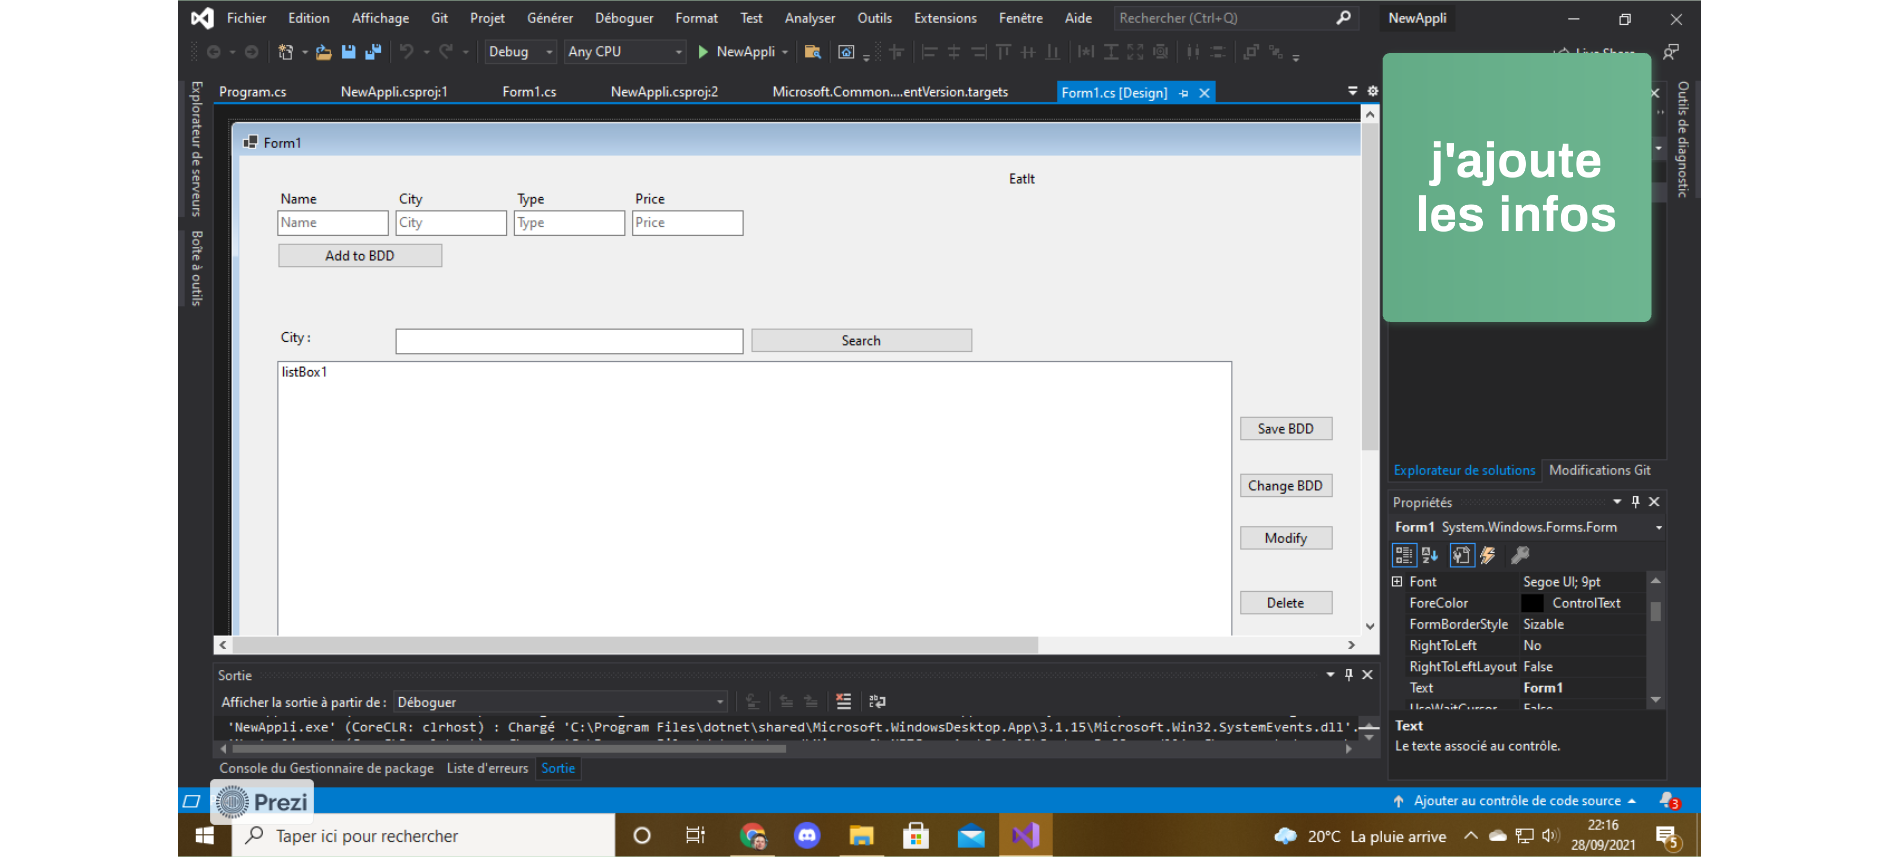 Fichier Edition Affichage Git Projet Générer Déboguer Format Test Analyser Outils Extensions Fenêtre Aide Rechercher (Ctrl+Q) NewAppli
Debug Any CPU NewAppli Live Share
Program.cs NewAppli.csproj:1 Form1.cs NewAppli.csproj:2 Microsoft.Common....entVersion.targets Form1.cs [Design]
Explorateur de serveurs
Boîte à outils
Outils de diagnostic
j'ajoute
les infos
Form1
EatIt
Name City Type Price
Name City Type Price
Add to BDD
City : Search
listBox1
Save BDD
Change BDD
Modify
Delete
Explorateur de solutions Modifications Git
Propriétés
Form1 System.Windows.Forms.Form
Font Segoe UI; 9pt
ForeColor ControlText
FormBorderStyle Sizable
RightToLeft No
RightToLeftLayout False
Text Form1
UseWaitCursor False
Text
Le texte associé au contrôle.
Sortie
Afficher la sortie à partir de : Déboguer
'NewAppli.exe' (CoreCLR: clrhost) : Chargé 'C:\Program Files\dotnet\shared\Microsoft.WindowsDesktop.App\3.1.15\Microsoft.Win32.SystemEvents.dll'.
Console du Gestionnaire de package Liste d'erreurs Sortie
Prezi
Ajouter au contrôle de code source 3
Taper ici pour rechercher
20°C La pluie arrive
22:16
28/09/2021
5